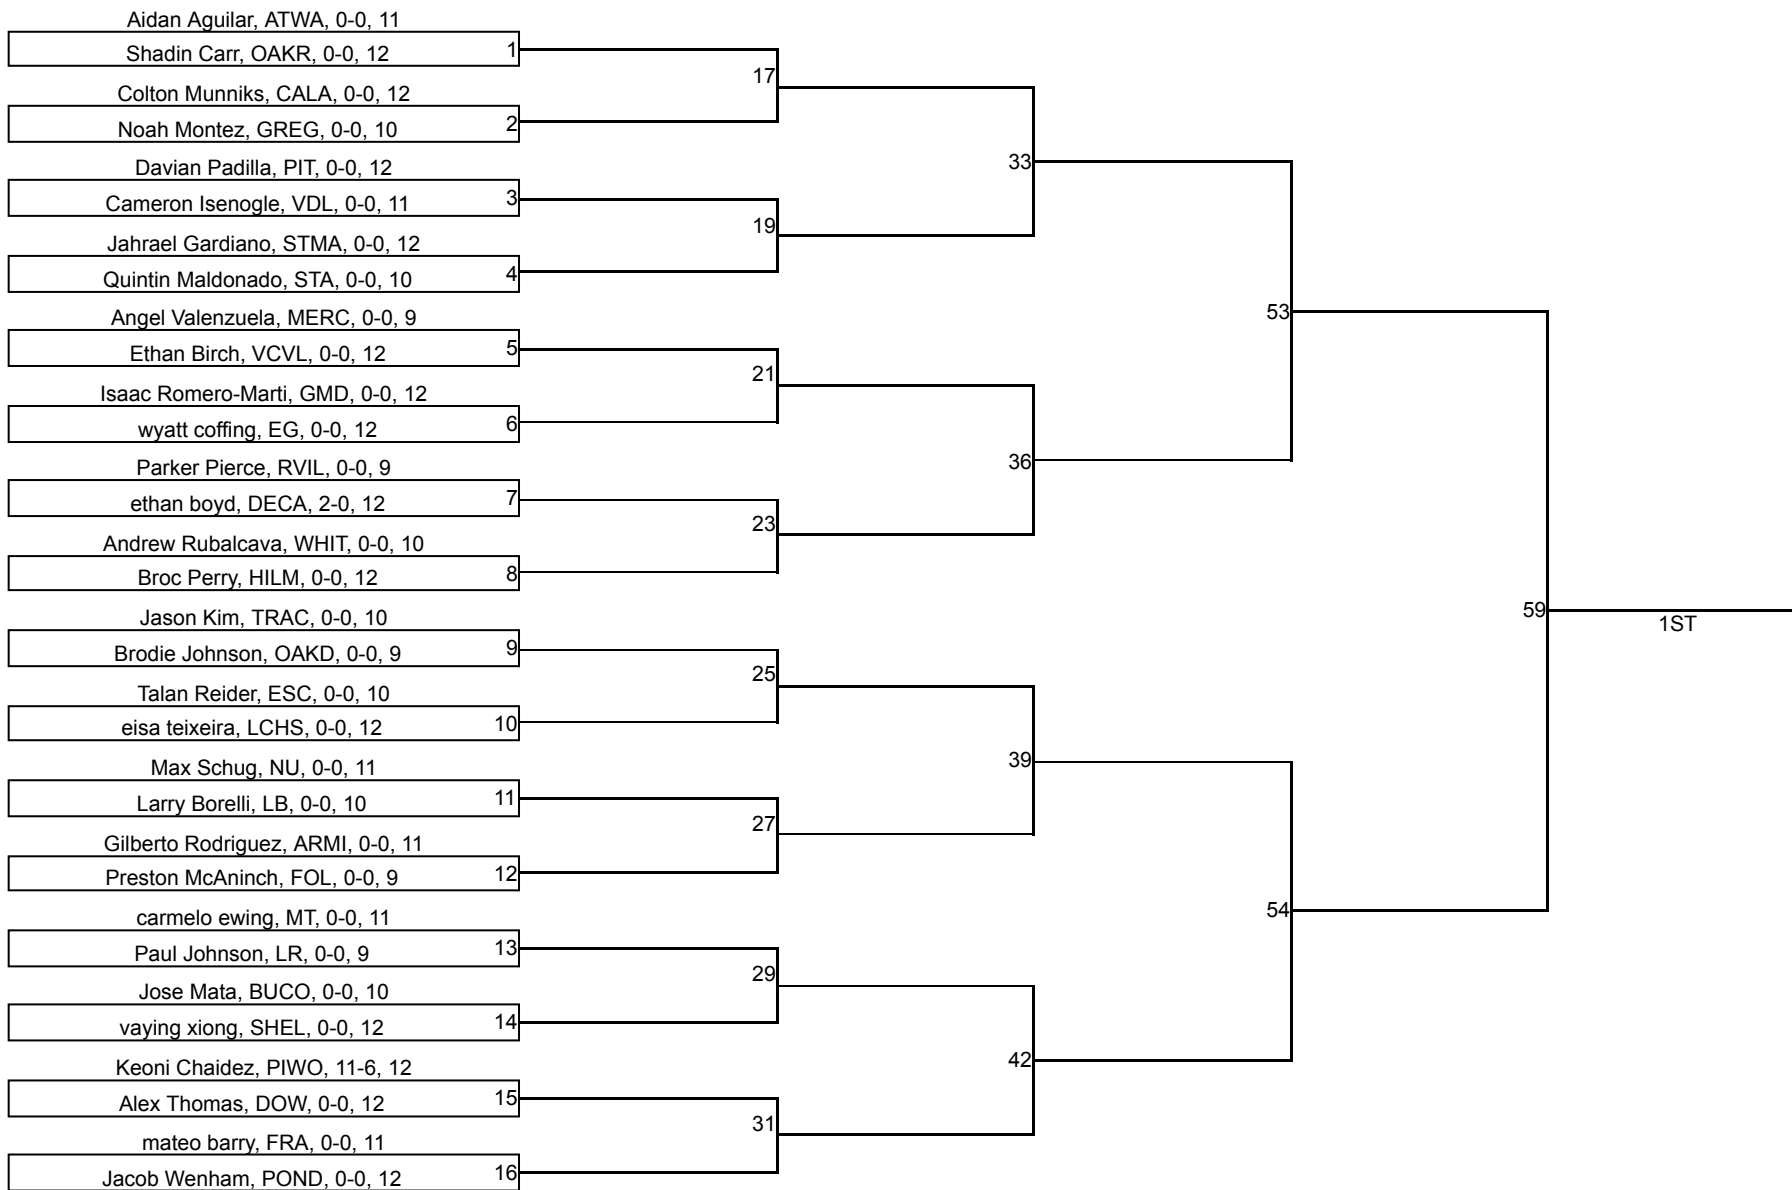 Aidan Aguilar, ATWA, 0-0, 11
Shadin Carr, OAKR, 0-0, 12
1
Colton Munniks, CALA, 0-0, 12
Noah Montez, GREG, 0-0, 10
2
Davian Padilla, PIT, 0-0, 12
Cameron Isenogle, VDL, 0-0, 11
3
Jahrael Gardiano, STMA, 0-0, 12
Quintin Maldonado, STA, 0-0, 10
4
Angel Valenzuela, MERC, 0-0, 9
Ethan Birch, VCVL, 0-0, 12
5
Isaac Romero-Marti, GMD, 0-0, 12
wyatt coffing, EG, 0-0, 12
6
Parker Pierce, RVIL, 0-0, 9
ethan boyd, DECA, 2-0, 12
7
Andrew Rubalcava, WHIT, 0-0, 10
Broc Perry, HILM, 0-0, 12
8
Jason Kim, TRAC, 0-0, 10
Brodie Johnson, OAKD, 0-0, 9
9
Talan Reider, ESC, 0-0, 10
eisa teixeira, LCHS, 0-0, 12
10
Max Schug, NU, 0-0, 11
Larry Borelli, LB, 0-0, 10
11
Gilberto Rodriguez, ARMI, 0-0, 11
Preston McAninch, FOL, 0-0, 9
12
carmelo ewing, MT, 0-0, 11
Paul Johnson, LR, 0-0, 9
13
Jose Mata, BUCO, 0-0, 10
vaying xiong, SHEL, 0-0, 12
14
Keoni Chaidez, PIWO, 11-6, 12
Alex Thomas, DOW, 0-0, 12
15
mateo barry, FRA, 0-0, 11
Jacob Wenham, POND, 0-0, 12
16
17
19
21
23
25
27
29
31
33
36
39
42
53
54
59
1ST